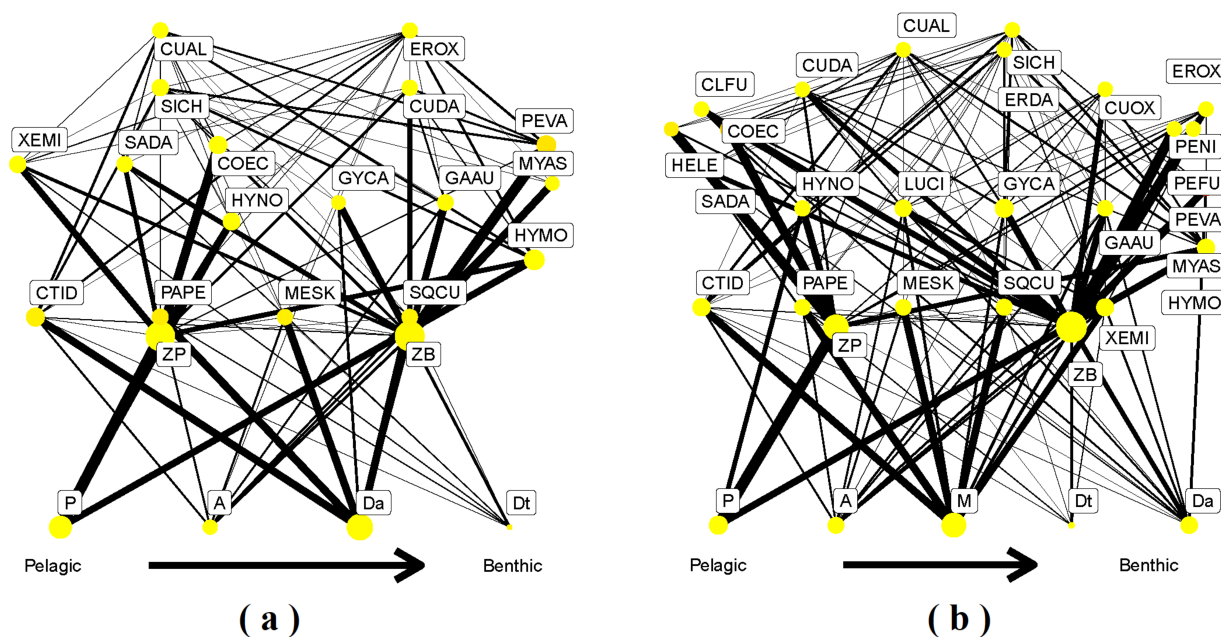 CUAL EROX
SICH CUDA
PEVA
XEMI SADA COEC MYAS
GYCA GAAU
HYNO
HYMO
CTID PAPE MESK SQCU
ZP ZB
P A Da Dt
Pelagic Benthic
( a )
CUAL
SICH
CUDA EROX
CLFU ERDA CUOX
COEC PENI
HELE HYNO LUCI GYCA PEFU
SADA PEVA
GAAU
MYAS
CTID PAPE MESK SQCU HYMO
ZP XEMI
ZB
P A M Dt Da
Pelagic Benthic
( b )